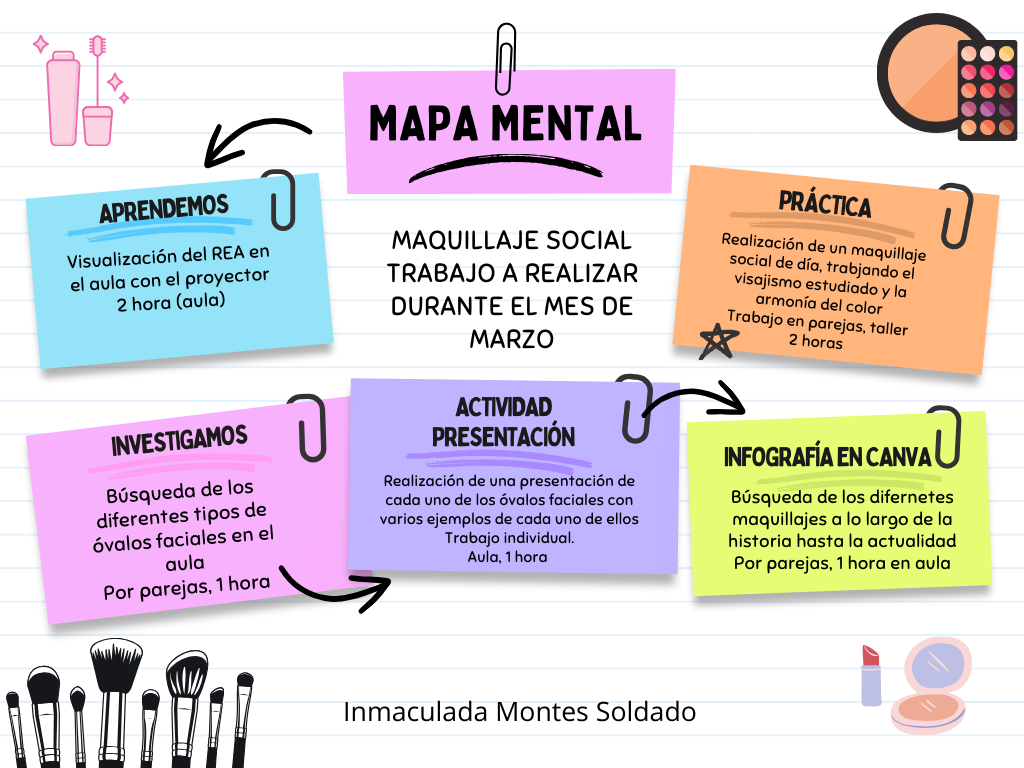 MAPA MENTAL
MAQUILLAJE SOCIAL
TRABAJO A REALIZAR
DURANTE EL MES DE
MARZO
APRENDEMOS
Visualización del REA en
el aula con el proyector
2 hora (aula)
INVESTIGAMOS
Búsqueda de los
diferentes tipos de
óvalos faciales en el
aula
Por parejas, 1 hora
ACTIVIDAD
PRESENTACIÓN
Realización de una presentación de
cada uno de los óvalos faciales con
varios ejemplos de cada uno de ellos
Trabajo individual.
Aula, 1 hora
INFOGRAFÍA EN CANVA
Búsqueda de los difernetes
maquillajes a lo largo de la
historia hasta la actualidad
Por parejas, 1 hora en aula
PRÁCTICA
Realización de un maquillaje
social de día, trabjando el
visajismo estudiado y la
armonía del color
Trabajo en parejas, taller
2 horas
Inmaculada Montes Soldado